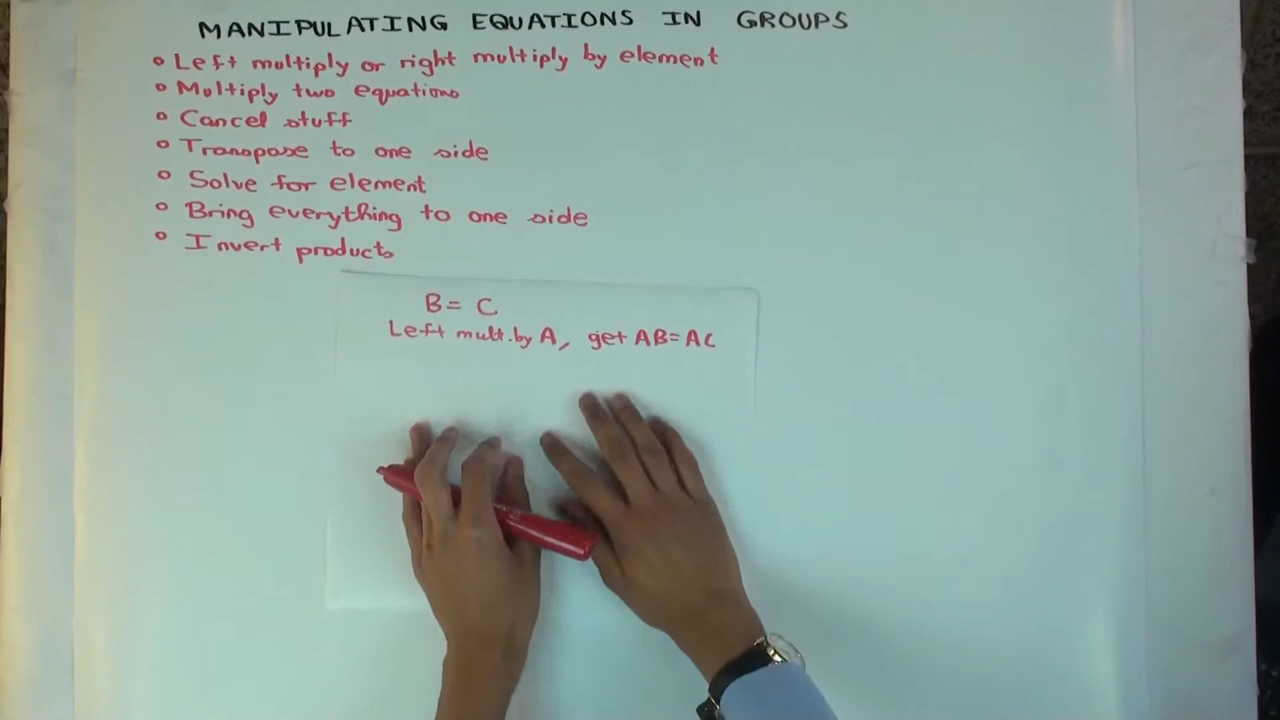 MANIPULATING EQUATIONS IN GROUPS
• Left multiply or right multiply by element
• Multiply two equations
• Cancel stuff
• Transpose to one side
• Solve for element
• Bring everything to one side
• Invert products
B = C
Left mult. by A, get AB = AC